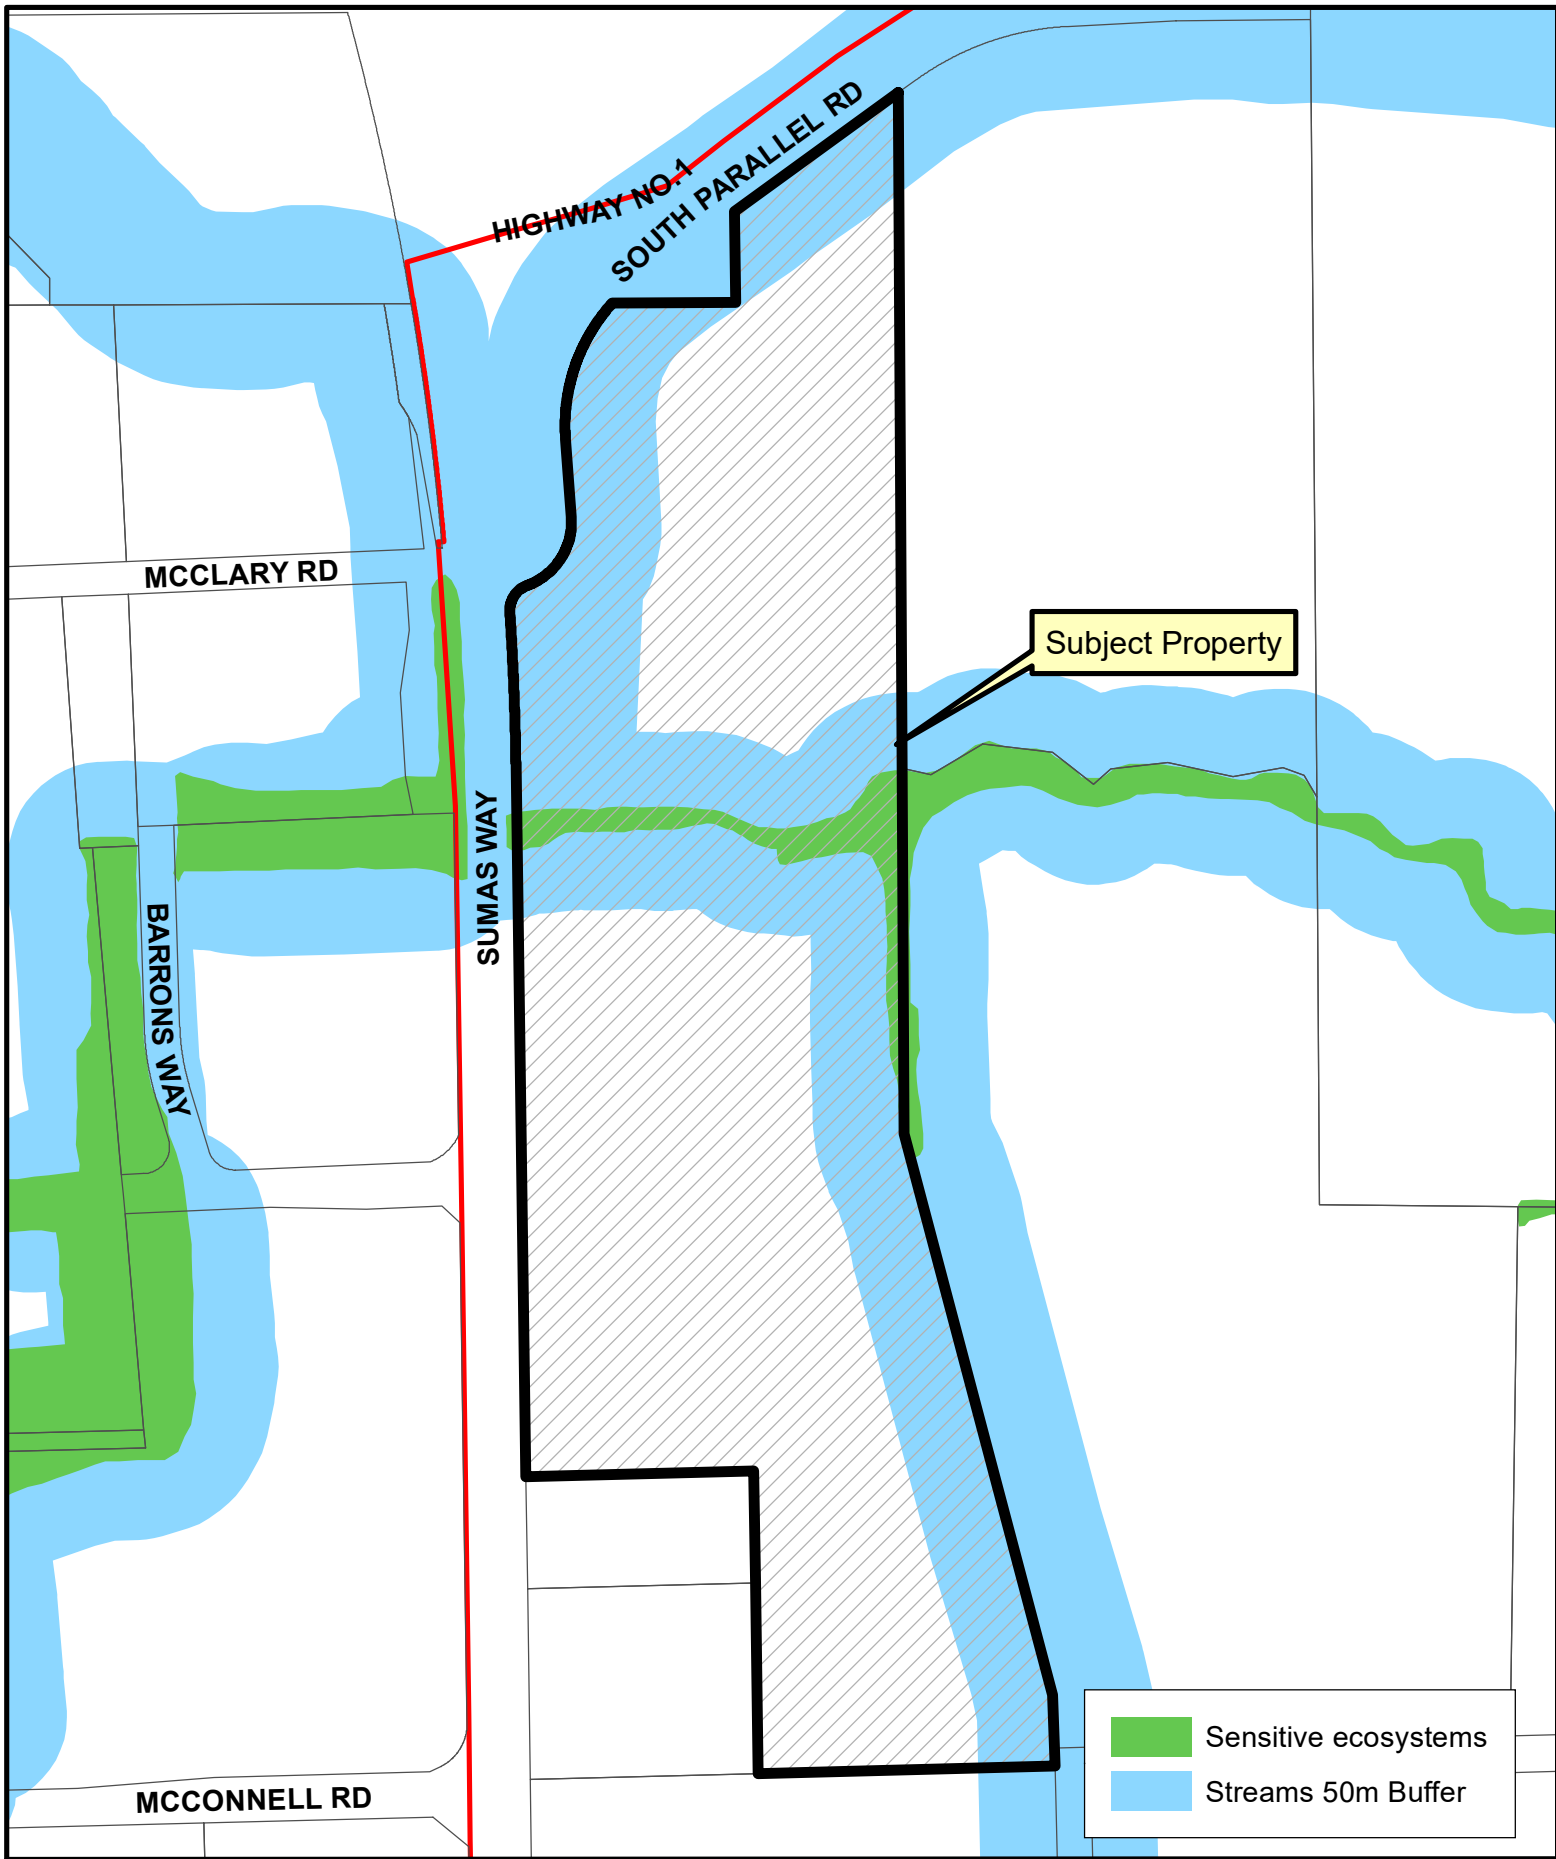 HIGHWAY NO.1
SOUTH PARALLEL RD
MCCLARY RD
Subject Property
SUMAS WAY
BARRONS WAY
Sensitive ecosystems
Streams 50m Buffer
MCCONNELL RD